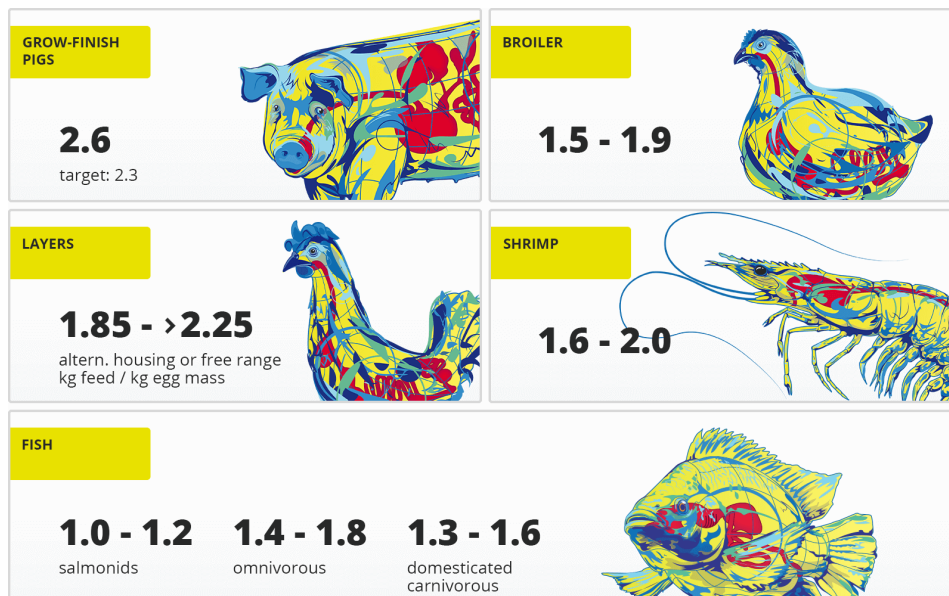 GROW-FINISH
PIGS
2.6
target: 2.3
BROILER
1.5 - 1.9
LAYERS
1.85 - >2.25
altern. housing or free range
kg feed / kg egg mass
SHRIMP
1.6 - 2.0
FISH
1.0 - 1.2
salmonids
1.4 - 1.8
omnivorous
1.3 - 1.6
domesticated
carnivorous